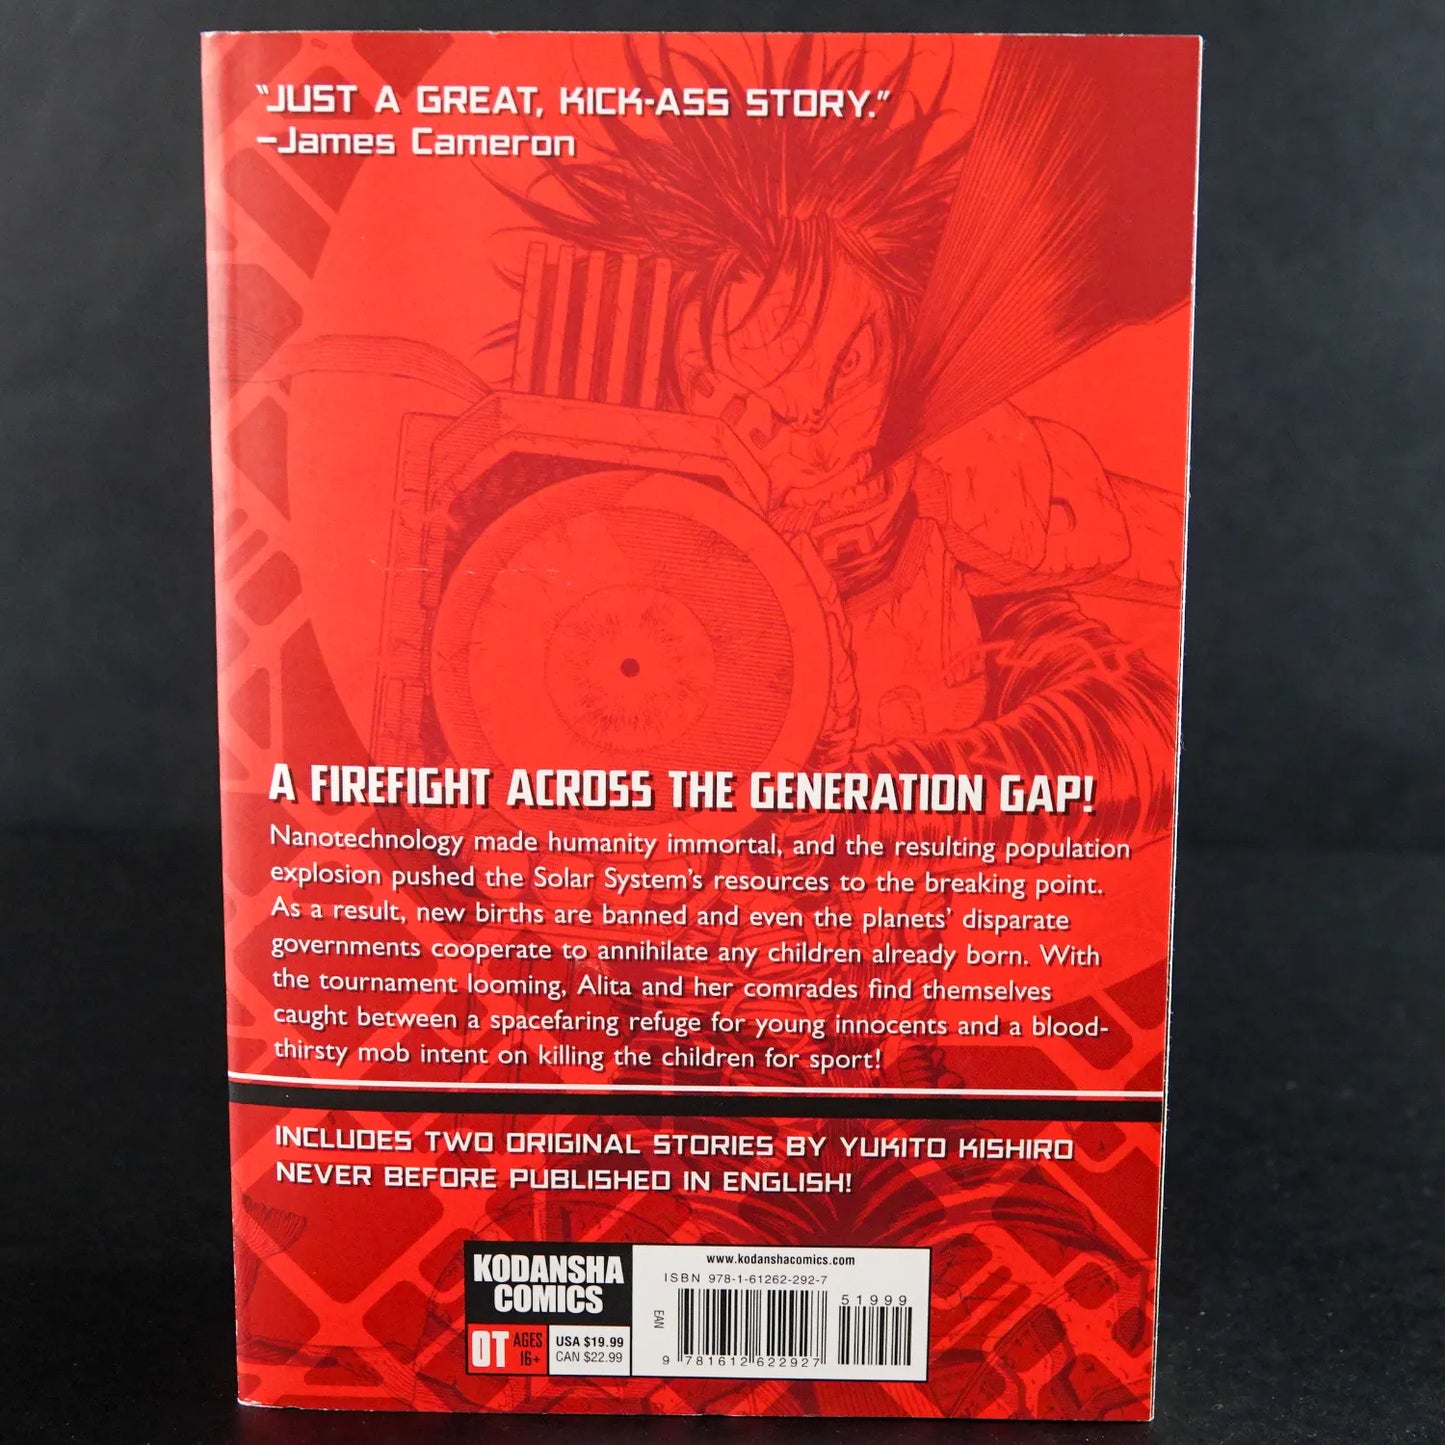 "JUST A GREAT, KICK-ASS STORY."
–James Cameron
A FIREFIGHT ACROSS THE GENERATION GAP!
Nanotechnology made humanity immortal, and the resulting population
explosion pushed the Solar System's resources to the breaking point.
As a result, new births are banned and even the planets' disparate
governments cooperate to annihilate any children already born. With
the tournament looming, Alita and her comrades find themselves
caught between a spacefaring refuge for young innocents and a blood-
thirsty mob intent on killing the children for sport!
INCLUDES TWO ORIGINAL STORIES BY YUKITO KISHIRO
NEVER BEFORE PUBLISHED IN ENGLISH!
KODANSHA
COMICS
OT
AGES
16+
USA $19.99
CAN $22.99
www.kodanshacomics.com
ISBN 978-1-61262-292-7
51999
EAN
9 781612 622927